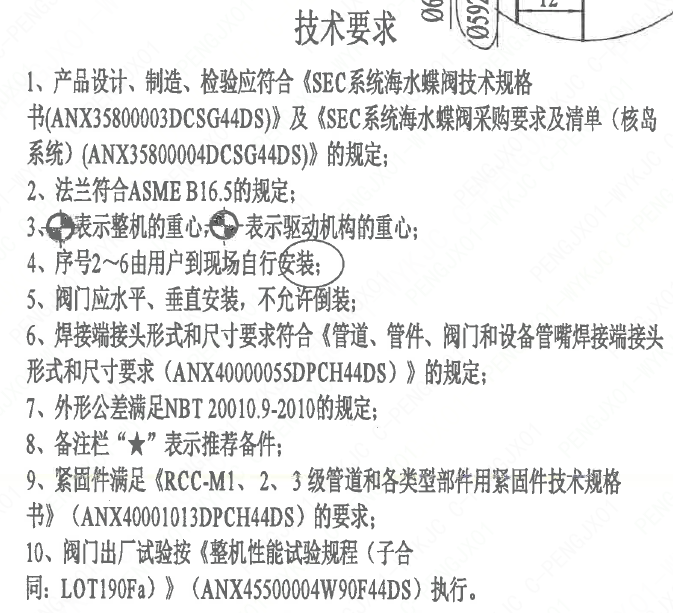 Ø6
Ø592
12
技术要求
1、产品设计、制造、检验应符合《SEC系统海水蝶阀技术规格
书(ANX35800003DCSG44DS)》及《SEC系统海水蝶阀采购要求及清单（核岛
系统）(ANX35800004DCSG44DS)》的规定；
2、法兰符合ASME B16.5的规定；
3、表示整机的重心，表示驱动机构的重心；
4、序号2～6由用户到现场自行安装；
5、阀门应水平、垂直安装，不允许倒装；
6、焊接端接头形式和尺寸要求符合《管道、管件、阀门和设备管嘴焊接端接头
形式和尺寸要求（ANX40000055DPCH44DS）》的规定；
7、外形公差满足NBT 20010.9-2010的规定；
8、备注栏“★”表示推荐备件；
9、紧固件满足《RCC-M1、2、3级管道和各类型部件用紧固件技术规格
书》（ANX40001013DPCH44DS）的要求；
10、阀门出厂试验按《整机性能试验规程（子合
同：LOT190Fa）》（ANX45500004W90F44DS）执行。